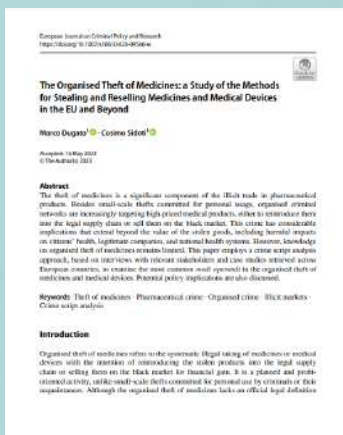 European Journal on Criminal Policy and Research
The Organised Theft of Medicines: a Study of the Methods
for Stealing and Reselling Medicines and Medical Devices
in the EU and Beyond
Marco Dugato · Cosimo Sidoti
Accepted: 16 May 2023
© The Author(s) 2023
Abstract
The theft of medicines is a significant component of the illicit trade in pharmaceutical
products. Besides small-scale thefts committed for personal usage, organised criminal
networks are increasingly targeting high-priced medical products, either to reintroduce them
into the legal supply chain or sell them on the black market. This crime has considerable
implications that extend beyond the value of the stolen goods, including harmful impacts
on citizens' health, legitimate companies, and national health systems. However, knowledge
on organised theft of medicines remains limited. This paper employs a crime script analysis
approach, based on interviews with relevant stakeholders and case studies retrieved across
European countries, to examine the most common modi operandi in the organised theft of
medicines and medical devices. Potential policy implications are also discussed.
Keywords Theft of medicines · Pharmaceutical crime · Organised crime · Illicit markets ·
Crime script analysis
Introduction
Organised theft of medicines refers to the systematic illegal taking of medicines or medical
devices with the intention of reintroducing the stolen products into the legal supply
chain or selling them on the black market for financial gain. It is a planned and profit-
oriented activity, unlike small-scale thefts committed for personal use by criminals or their
acquaintances. Although the organised theft of medicines lacks an official legal definition